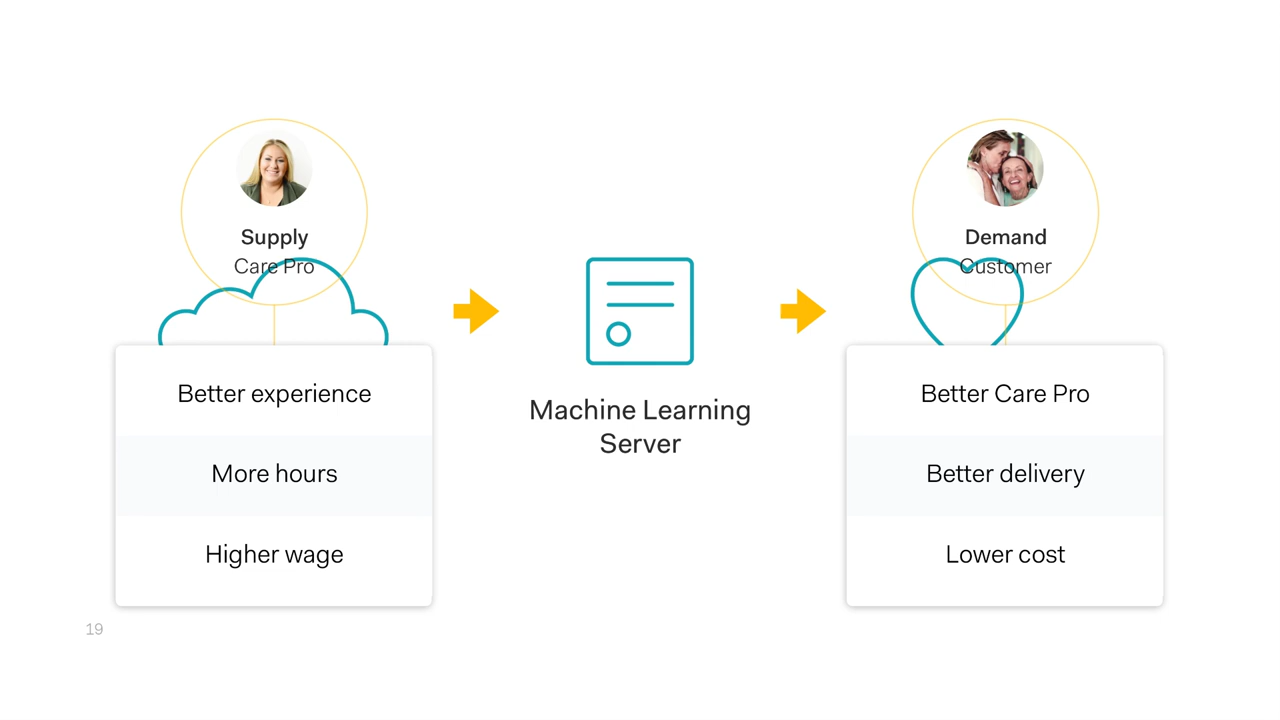 Supply
Care Pro
Better experience
More hours
Higher wage
Machine Learning
Server
Demand
Customer
Better Care Pro
Better delivery
Lower cost
19